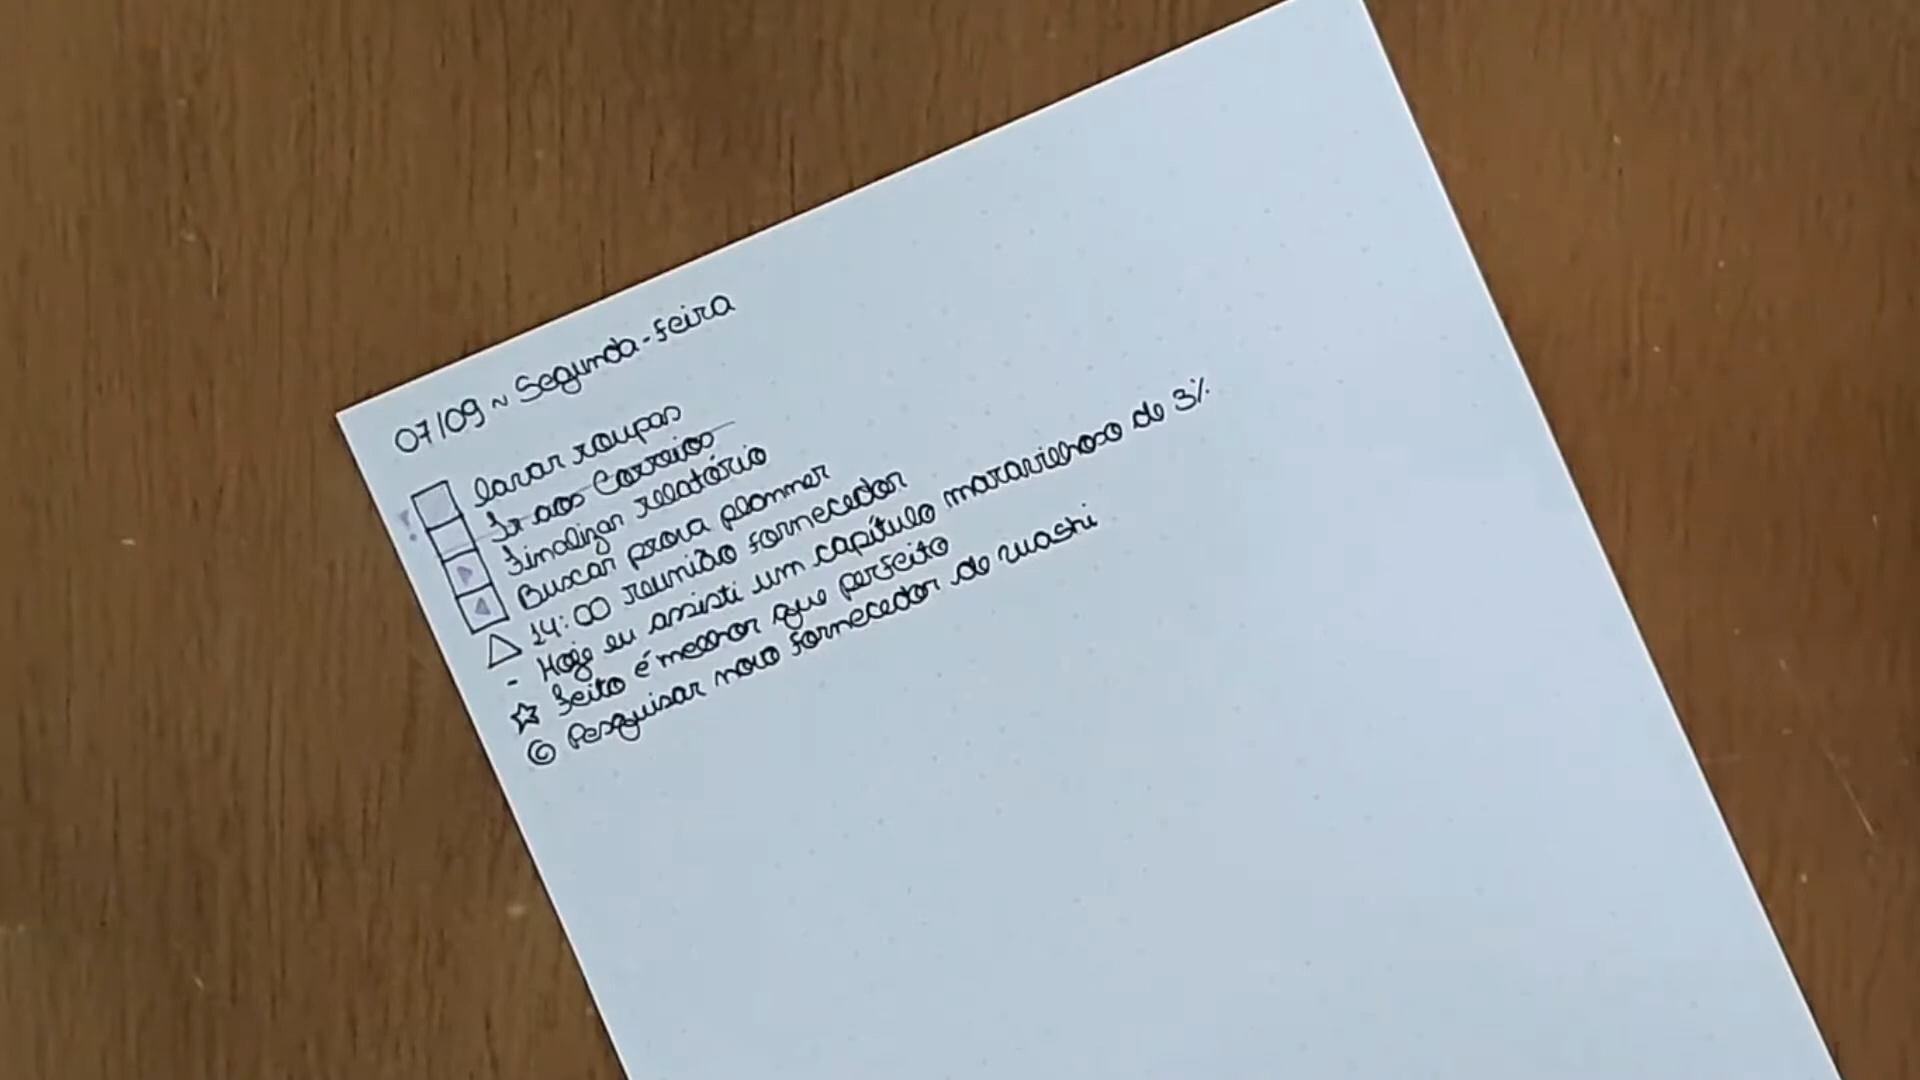 07/09 ~ Segunda-feira
lavar roupas
Ir aos Correios
Finalizar relatório
Buscar prova planner
14:00 reunião fornecedor
- Hoje eu assisti um capítulo maravilhoso de 3%
☆ Feito é melhor que perfeito
© Pesquisar novo fornecedor de washi